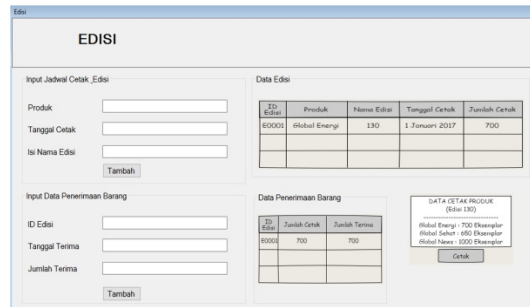 Edisi
EDISI
Input Jadwal Cetak_Edisi
Produk
Tanggal Cetak
Isi Nama Edisi
Tambah
Data Edisi
ID Edisi Produk Nama Edisi Tanggal Cetak Jumlah Cetak
E0001 Global Energi 130 1 Januari 2017 700
Input Data Penerimaan Barang
ID Edisi
Tanggal Terima
Jumlah Terima
Tambah
Data Penerimaan Barang
ID Edisi Jumlah Cetak Jumlah Terima
E0001 700 700
DATA CETAK PRODUK
(Edisi 130)
Global Energi : 700 Eksemplar
Global Sehat : 650 Eksemplar
Global News : 1000 Eksemplar
Cetak